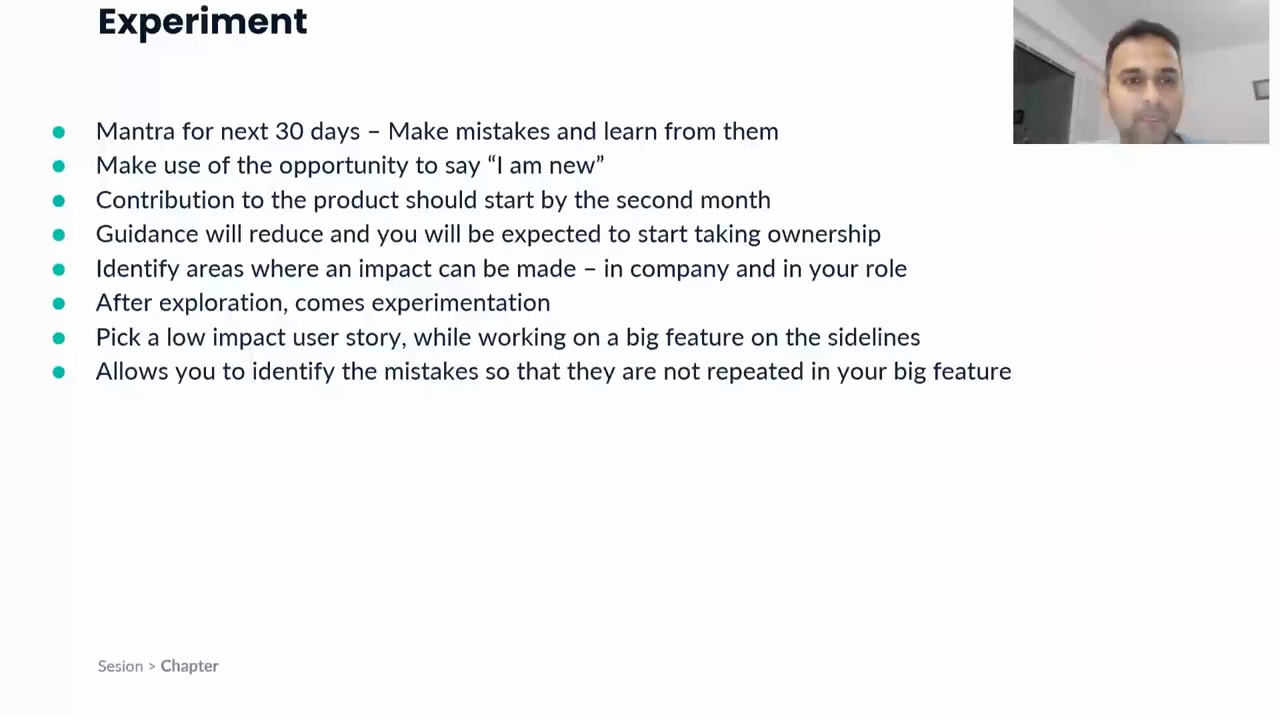 Experiment
Mantra for next 30 days – Make mistakes and learn from them
Make use of the opportunity to say “I am new”
Contribution to the product should start by the second month
Guidance will reduce and you will be expected to start taking ownership
Identify areas where an impact can be made – in company and in your role
After exploration, comes experimentation
Pick a low impact user story, while working on a big feature on the sidelines
Allows you to identify the mistakes so that they are not repeated in your big feature
Sesion > Chapter